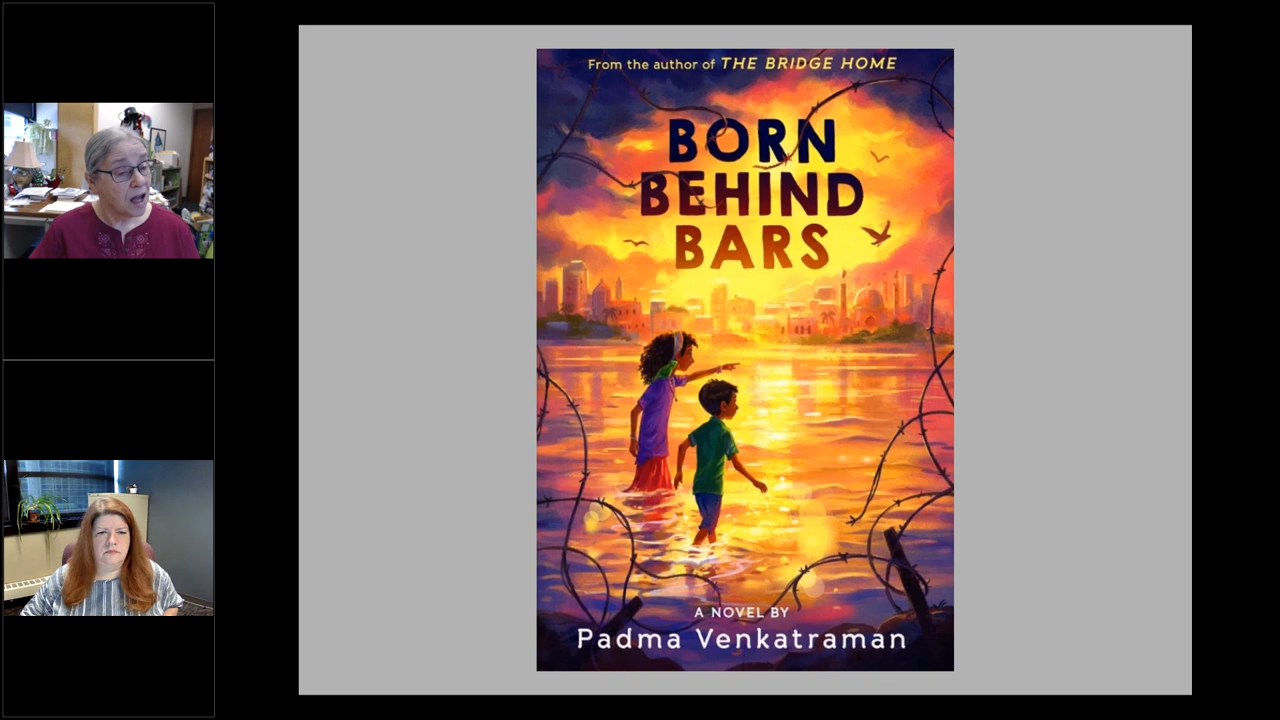 From the author of THE BRIDGE HOME
BORN
BEHIND
BARS
A NOVEL BY
Padma Venkatraman